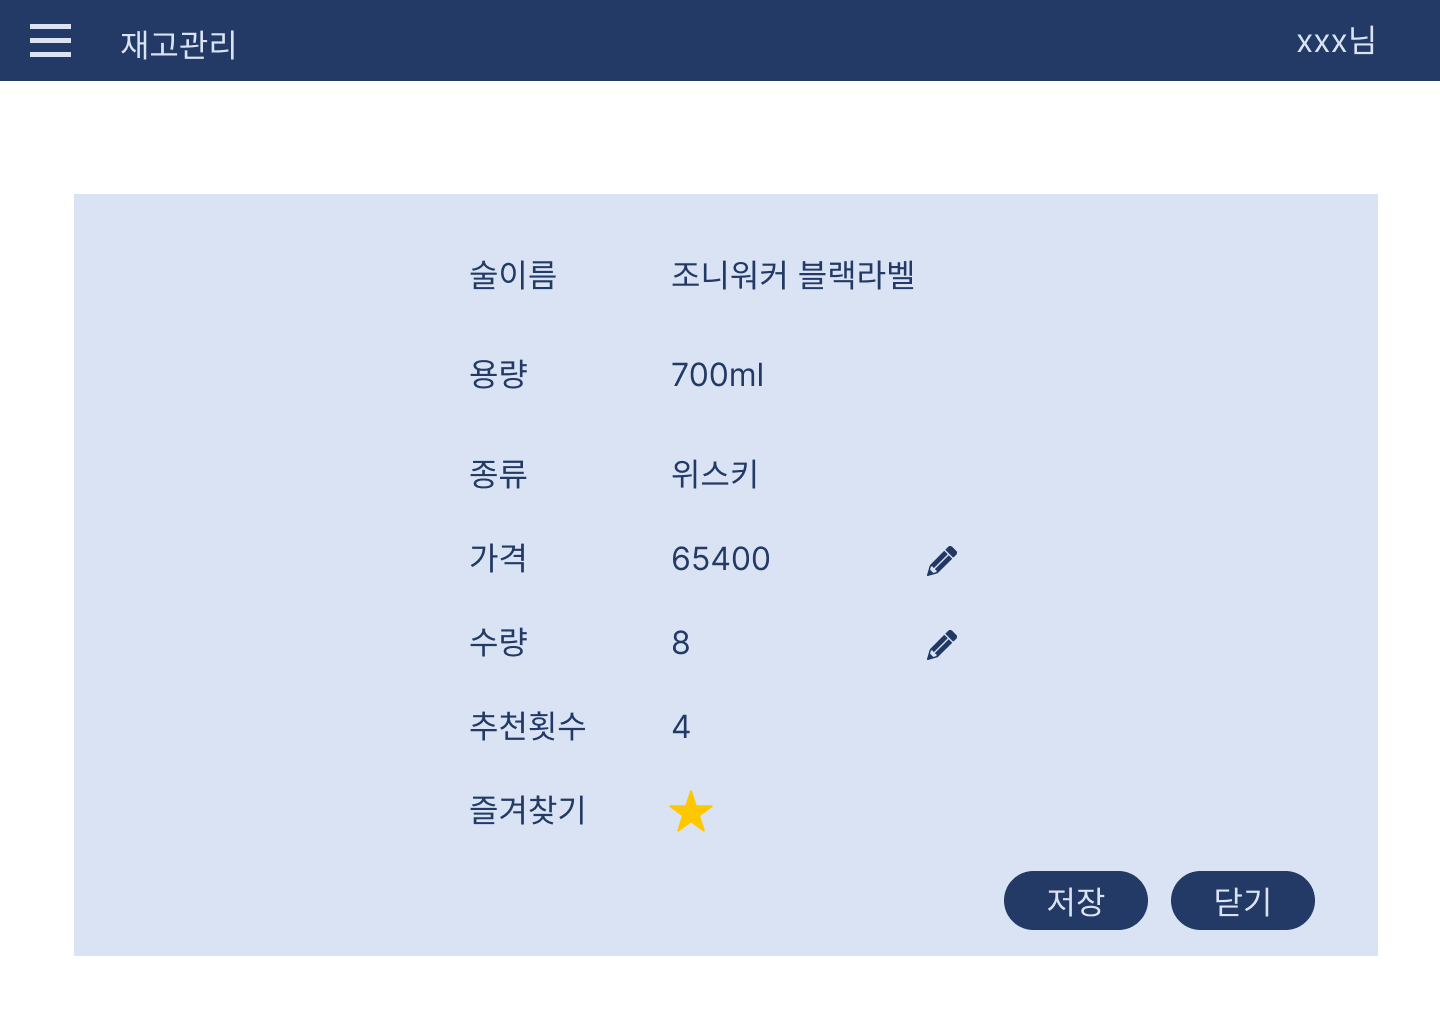 재고관리
xxx님
술이름 조니워커 블랙라벨
용량 700ml
종류 위스키
가격 65400
수량 8
추천횟수 4
즐겨찾기
저장 닫기